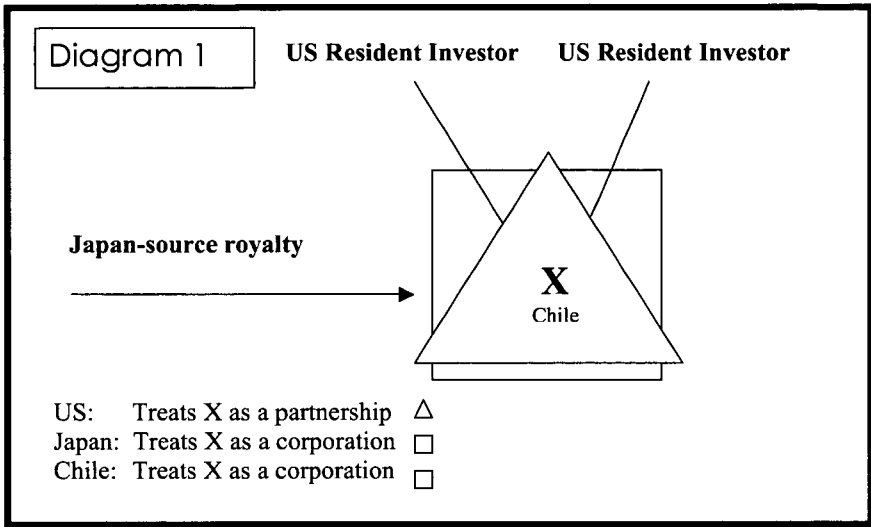 Diagram 1
US Resident Investor US Resident Investor
Japan-source royalty
X
Chile
US: Treats X as a partnership
Japan: Treats X as a corporation
Chile: Treats X as a corporation